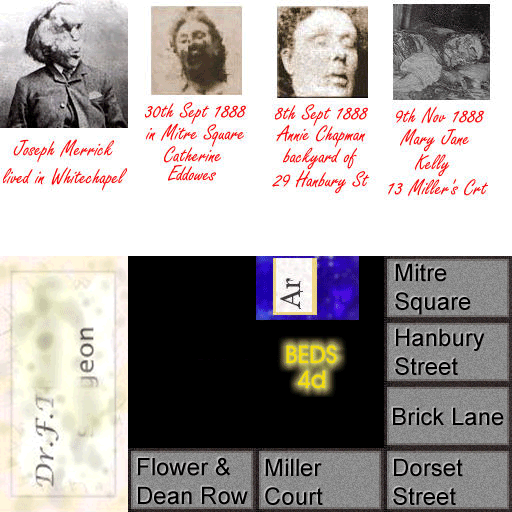 Joseph Merrick
lived in Whitechapel
30th Sept 1888
in Mitre Square
Catherine
Eddowes
8th Sept 1888
Annie Chapman
backyard of
29 Hanbury St
9th Nov 1888
Mary Jane
Kelly
13 Miller's Crt
Dr.F.T
geon
Ar
BEDS
4d
Mitre
Square
Hanbury
Street
Brick Lane
Flower &
Dean Row
Miller
Court
Dorset
Street